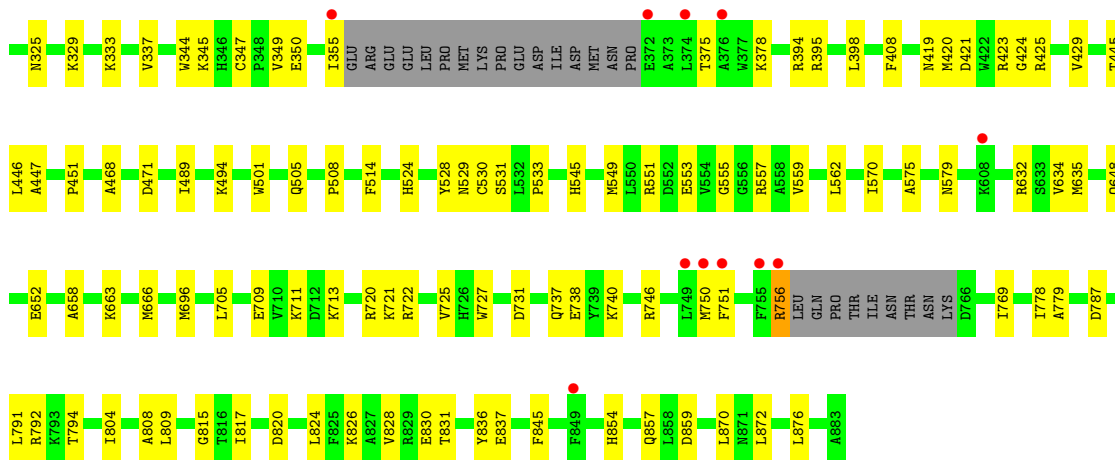 N325 K329 K333 V337 W344 K345 H346 C347 P348 V349 E350 I355 GLU ARG GLU GLU LEU PRO MET LYS PRO GLU ASP ILE ASP MET ASN PRO E372 A373 L374 T375 A376 W377 K378 R394 R395 L398 F408 N419 M420 D421 W422 R423 G424 R425 V429 T445
L446 A447 P451 A468 D471 I489 K494 W501 Q505 P508 F514 H524 Y528 N529 C530 S531 L532 P533 H545 M549 L550 R551 D552 E553 V554 G555 G556 R557 A558 V559 L562 I570 A575 N579 K608 R632 S633 V634 M635
E652 A658 K663 M666 M696 L705 E709 V710 K711 D712 K713 R720 K721 R722 V725 H726 W727 D731 Q737 E738 Y739 K740 R746 L749 M750 F751 F755 R756 LEU GLN PRO THR ILE ASN THR ASN LYS D766 I769 I778 A779 D787
L791 R792 K793 T794 I804 A808 L809 G815 T816 I817 D820 L824 F825 K826 A827 V828 R829 E830 T831 Y836 E837 F845 F849 H854 Q857 L858 D859 L870 N871 L872 L876 A883